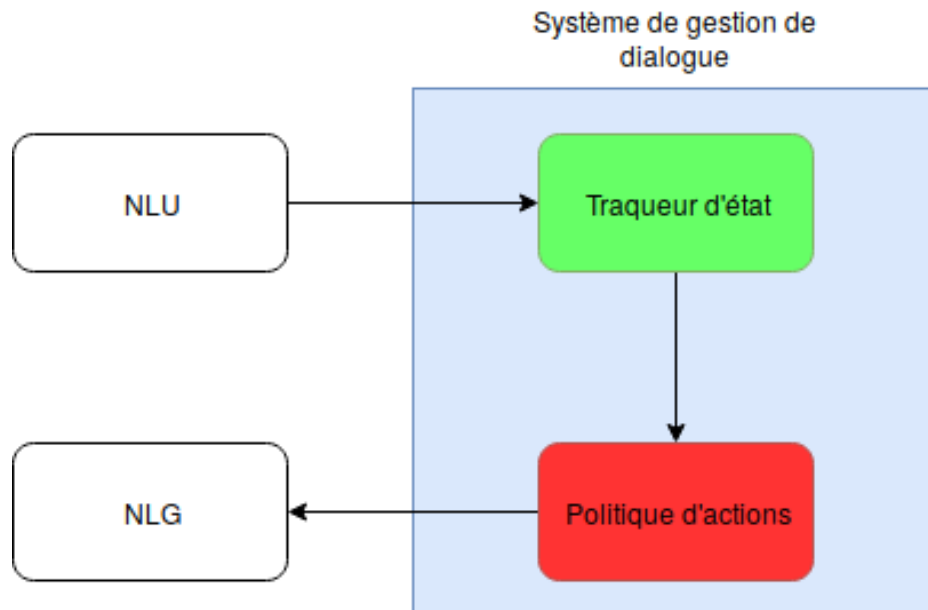 Système de gestion de
dialogue
NLU
Traqueur d'état
NLG
Politique d'actions